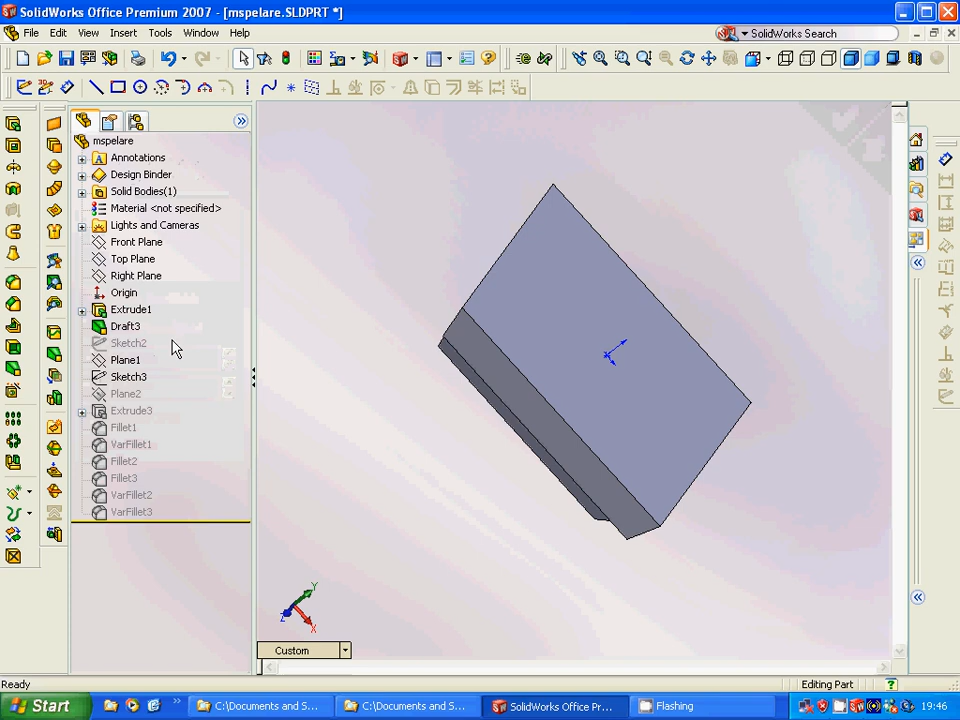 SolidWorks Office Premium 2007 - [mspelare.SLDPRT *]
File Edit View Insert Tools Window Help
SolidWorks Search
mspelare
Annotations
Design Binder
Solid Bodies(1)
Material <not specified>
Lights and Cameras
Front Plane
Top Plane
Right Plane
Origin
Extrude1
Draft3
Sketch2
Plane1
Sketch3
Plane2
Extrude3
Fillet1
VarFillet1
Fillet2
Fillet3
VarFillet2
VarFillet3
Y
Z
X
Custom
Ready
Editing Part
Start
C:\Documents and S...
C:\Documents and S...
SolidWorks Office Pr...
Flashing
19:46